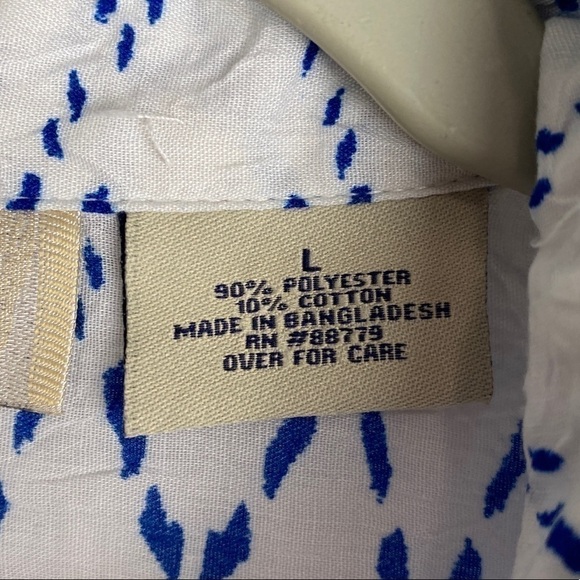 L
90% POLYESTER
10% COTTON
MADE IN BANGLADESH
RN #88779
OVER FOR CARE